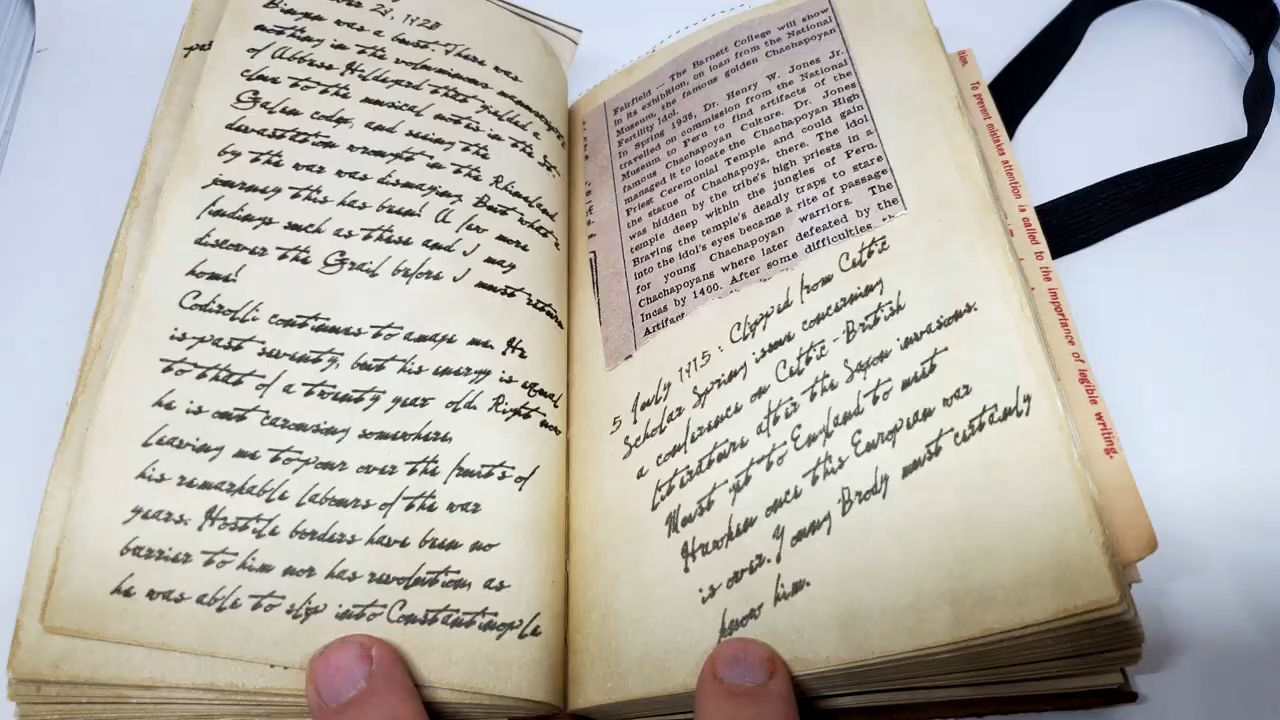 21, 1920
Bingen was a bust. There was
nothing in the voluminous manuscripts
of Abbess Hildegard that yielded a
clue to the musical notes in the St.
Galen codex, and seeing the
devastation wrought in the Rhineland
by the war was dismaying. But what a
journey this has been! A few more
findings such as these and I may
discover the Grail before I must return
home!
Codirolli continues to amaze me. He
is past seventy, but his energy is equal
to that of a twenty year old. Right now
he is out carousing somewhere,
leaving me to pour over the fruits of
his remarkable labours of the war
years. Hostile borders have been no
barrier to him nor has revolution, as
he was able to slip into Constantinople
Fairfield — The Barnett College will show
in its exhibition, on loan from the National
Museum, the famous golden Chachapoyan
Fertility Idol.
In Spring 1936, Dr. Henry W. Jones Jr.
travelled on commission from the National
Museum to Peru to find artifacts of the
famous Chachapoyan Culture. Dr. Jones
managed it to locate the Chachapoyan High
Priest Ceremonial Temple and could gain
the statue of Chachapoya, there. The idol
was hidden by the tribe's high priests in a
temple deep within the jungles of Peru.
Braving the temple's deadly traps to stare
into the idol's eyes became a rite of passage
for young Chachapoyan warriors. The
Chachapoyans where later defeated by the
Incas by 1400. After some difficulties
Artifact
5 July 1915 : Clipped from Celtic
Scholar Spring issue concerning
a conference on Celtic-British
literature after the Saxon invasions.
Must get to England to meet
Hawken once this European war
is over. Young Brody must certainly
know him.
tion. To prevent mistakes attention is called to the importance of legible writing.